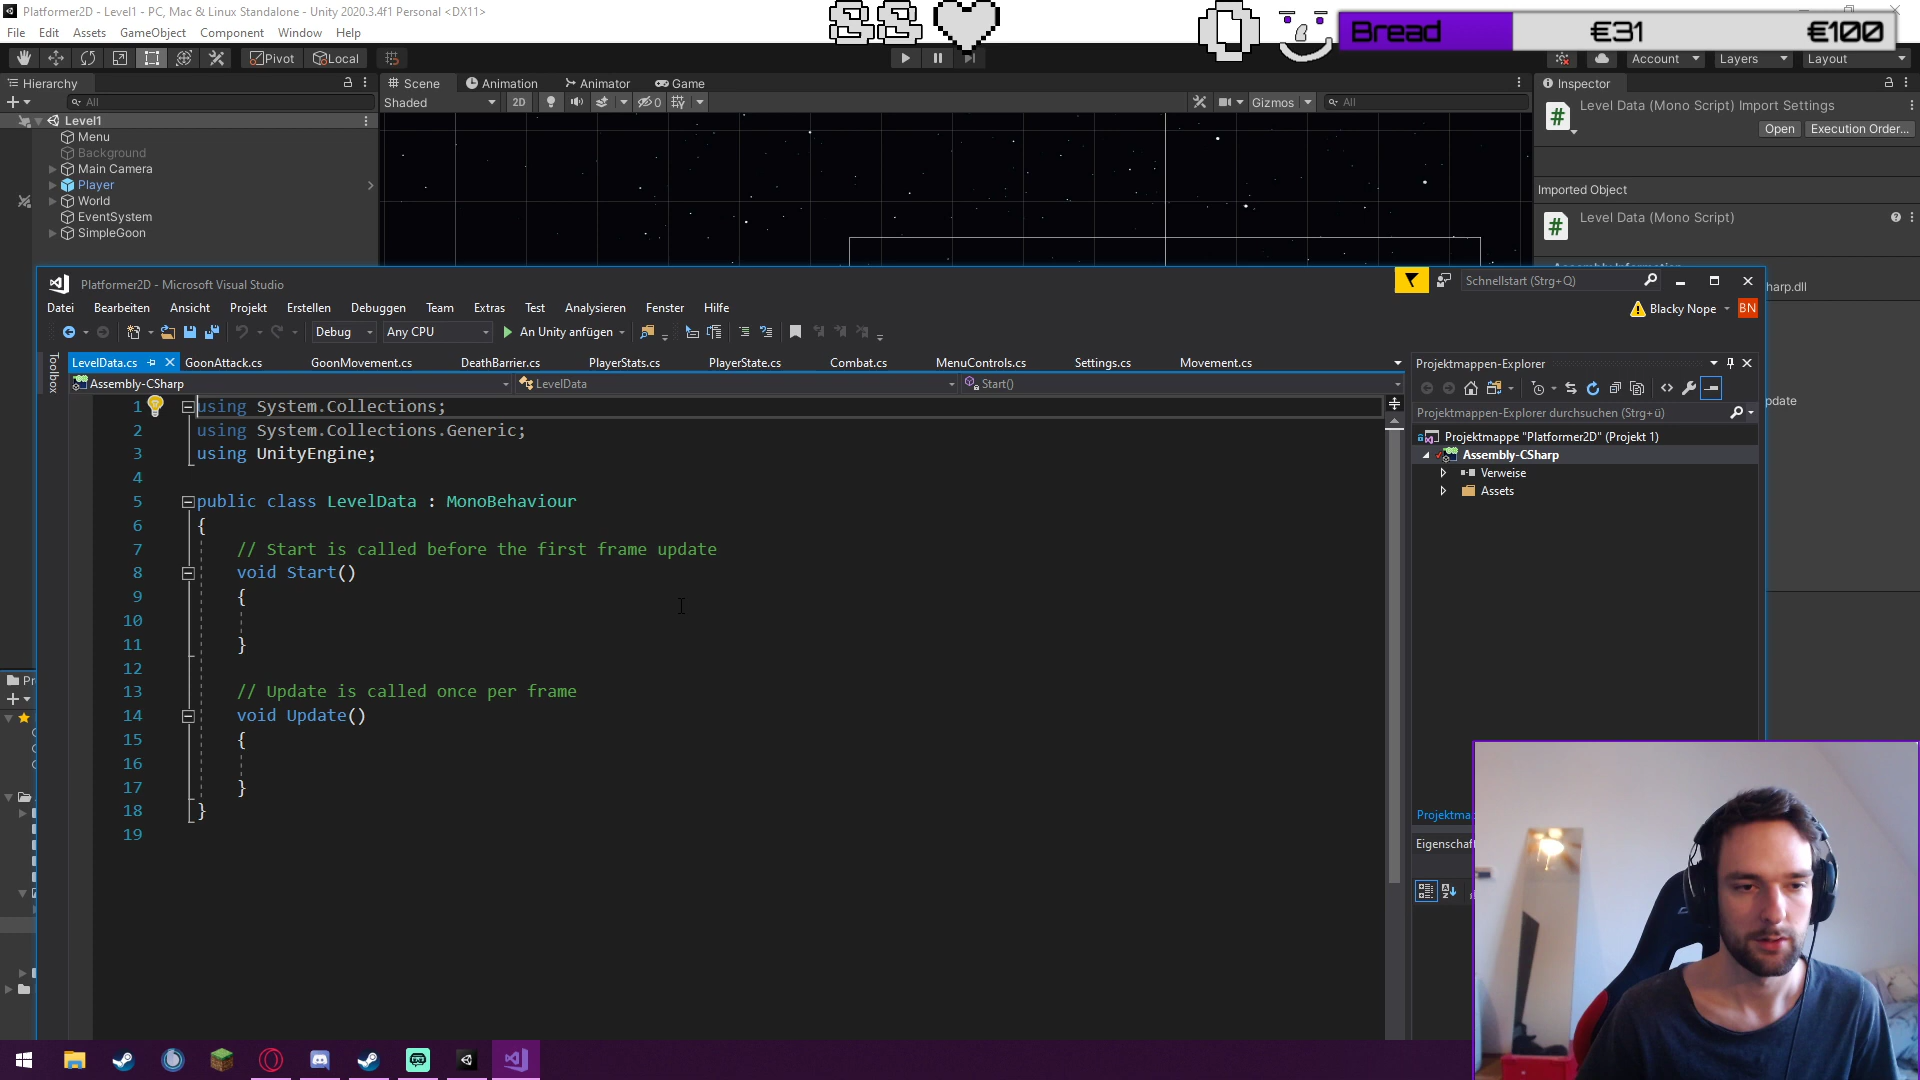 Platformer2D - Level1 - PC, Mac & Linux Standalone - Unity 2020.3.4f1 Personal <DX11>
File Edit Assets GameObject Component Window Help
88
0
Bread €31 €100
Pivot Local
Account Layers Layout
Hierarchy
Scene Animation Animator Game
Inspector
All
Shaded 2D 0 Gizmos All
Level Data (Mono Script) Import Settings
Open Execution Order...
Level1
Menu
Background
Main Camera
Player
World
EventSystem
SimpleGoon
Imported Object
Level Data (Mono Script)
Platformer2D - Microsoft Visual Studio
Schnellstart (Strg+Q)
harp.dll
Datei Bearbeiten Ansicht Projekt Erstellen Debuggen Team Extras Test Analysieren Fenster Hilfe
Blacky Nope BN
Debug Any CPU An Unity anfügen
Toolbox
LevelData.cs GoonAttack.cs GoonMovement.cs DeathBarrier.cs PlayerStats.cs PlayerState.cs Combat.cs MenuControls.cs Settings.cs Movement.cs
Assembly-CSharp LevelData Start()
1 using System.Collections;
2 using System.Collections.Generic;
3 using UnityEngine;
4
5 public class LevelData : MonoBehaviour
6 {
7 // Start is called before the first frame update
8 void Start()
9 {
10
11 }
12
13 // Update is called once per frame
14 void Update()
15 {
16
17 }
18 }
19
Projektmappen-Explorer
Projektmappen-Explorer durchsuchen (Strg+ü)
Projektmappe "Platformer2D" (Projekt 1)
Assembly-CSharp
Verweise
Assets
pdate
Projektma
Eigenschaf
Pr